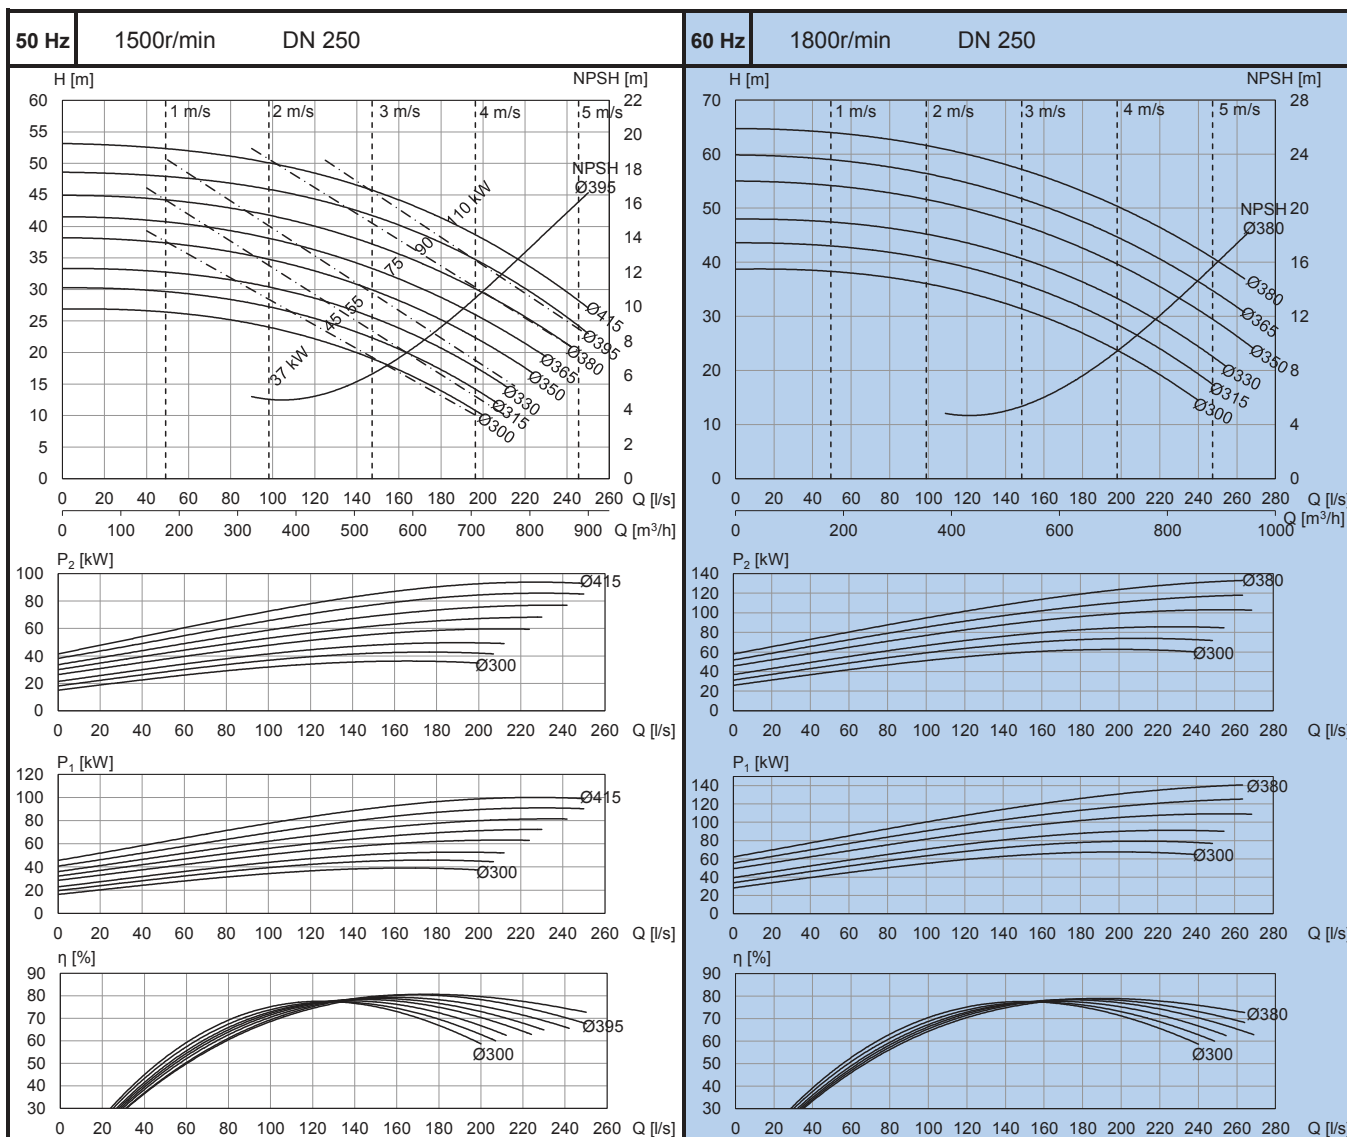 50 Hz 1500r/min DN 250
H [m] NPSH [m]
60 22
1 m/s 2 m/s 3 m/s 4 m/s 5 m/s
55 20
50 18
NPSH
Ø395
45 16
110 kW
40 14
90
35 12
75
30 10
55
45
Ø415
25 8
Ø395
20
Ø380
37 kW
6
Ø365
15
Ø350
4
Ø330
10
Ø315
Ø300
5 2
0 0
0 20 40 60 80 100 120 140 160 180 200 220 240 260 Q [l/s]
0 100 200 300 400 500 600 700 800 900 Q [m³/h]
P2 [kW]
100
Ø415
80
60
40
Ø300
20
0
0 20 40 60 80 100 120 140 160 180 200 220 240 260 Q [l/s]
P1 [kW]
120
100
Ø415
80
60
40
Ø300
20
0
0 20 40 60 80 100 120 140 160 180 200 220 240 260 Q [l/s]
η [%]
90
80
70
Ø395
60
Ø300
50
40
30
0 20 40 60 80 100 120 140 160 180 200 220 240 260 Q [l/s]
60 Hz 1800r/min DN 250
H [m] NPSH [m]
70 28
1 m/s 2 m/s 3 m/s 4 m/s 5 m/s
60 24
50 20
NPSH
Ø380
40 16
Ø380
30 12
Ø365
Ø350
20 8
Ø330
Ø315
Ø300
10 4
0 0
0 20 40 60 80 100 120 140 160 180 200 220 240 260 280 Q [l/s]
0 200 400 600 800 1000 Q [m³/h]
P2 [kW]
140
Ø380
120
100
80
60
Ø300
40
20
0
0 20 40 60 80 100 120 140 160 180 200 220 240 260 280 Q [l/s]
P1 [kW]
140
Ø380
120
100
80
60
Ø300
40
20
0
0 20 40 60 80 100 120 140 160 180 200 220 240 260 280 Q [l/s]
η [%]
90
80
70
Ø380
60
Ø300
50
40
30
0 20 40 60 80 100 120 140 160 180 200 220 240 260 280 Q [l/s]